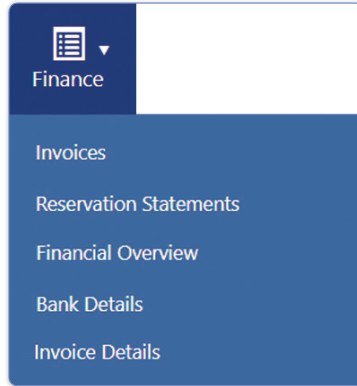 Finance
Invoices
Reservation Statements
Financial Overview
Bank Details
Invoice Details